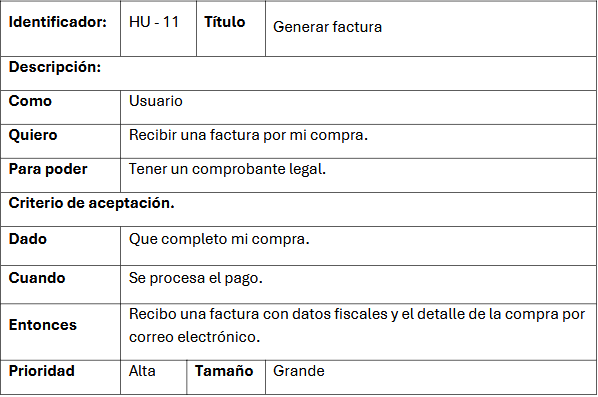 Identificador: HU - 11 Título Generar factura
Descripción:
Como Usuario
Quiero Recibir una factura por mi compra.
Para poder Tener un comprobante legal.
Criterio de aceptación.
Dado Que completo mi compra.
Cuando Se procesa el pago.
Entonces Recibo una factura con datos fiscales y el detalle de la compra por
correo electrónico.
Prioridad Alta Tamaño Grande